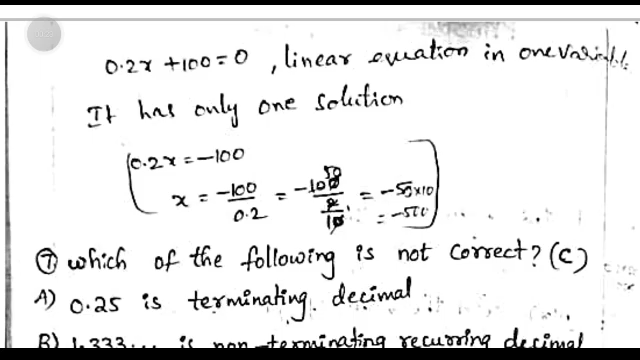 0.2x + 100 = 0 , linear equation in one variabl
It has only one solution
0.2x = -100
x = -100/0.2 = -100/(2/10) = -50×10
= -500
⑦ which of the following is not correct? (C)
A) 0.25 is terminating decimal.
B) 1.333... is non-terminating recurring decimal